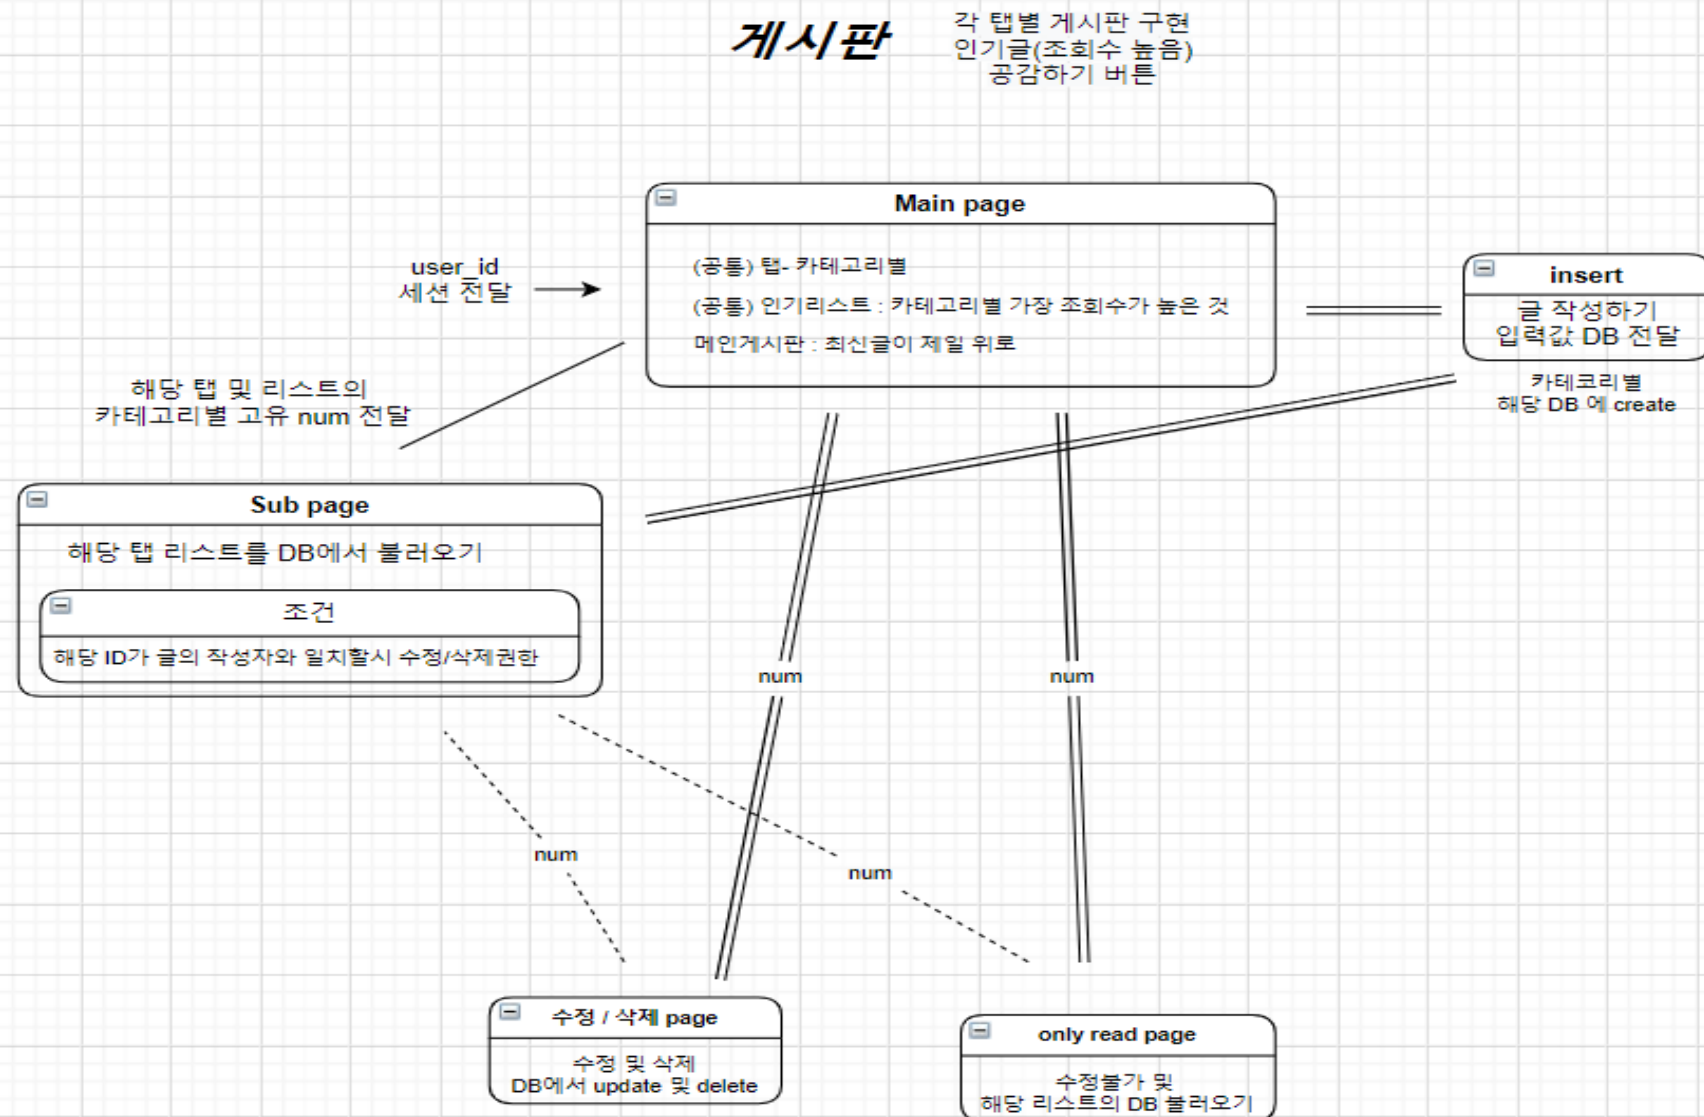 게시판
각 탭별 게시판 구현
인기글(조회수 높음)
공감하기 버튼
Main page
(공통) 탭- 카테고리별
(공통) 인기리스트 : 카테고리별 가장 조회수가 높은 것
메인게시판 : 최신글이 제일 위로
user_id
세션 전달
insert
글 작성하기
입력값 DB 전달
카테코리별
해당 DB 에 create
해당 탭 및 리스트의
카테고리별 고유 num 전달
Sub page
해당 탭 리스트를 DB에서 불러오기
조건
해당 ID가 글의 작성자와 일치할시 수정/삭제권한
num
num
num
num
수정 / 삭제 page
수정 및 삭제
DB에서 update 및 delete
only read page
수정불가 및
해당 리스트의 DB 불러오기